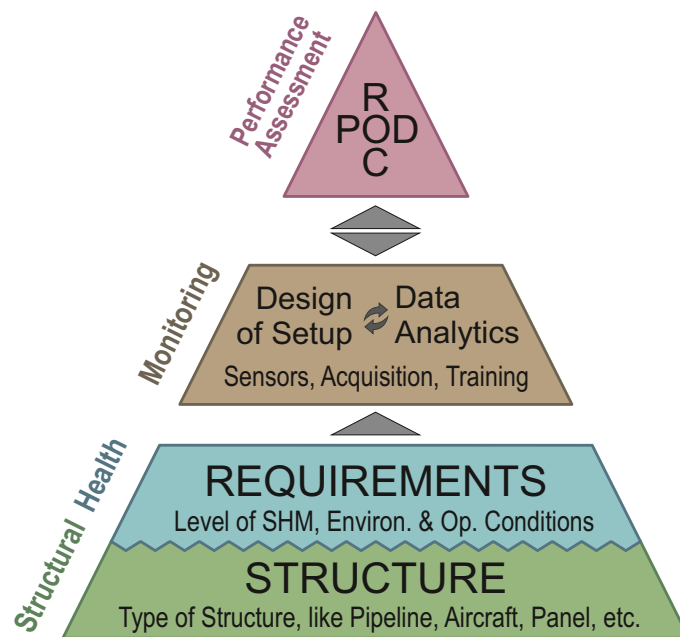 Performance
Assessment
R
POD
C
Monitoring
Design
of Setup
Data
Analytics
Sensors, Acquisition, Training
Structural Health
REQUIREMENTS
Level of SHM, Environ. & Op. Conditions
STRUCTURE
Type of Structure, like Pipeline, Aircraft, Panel, etc.